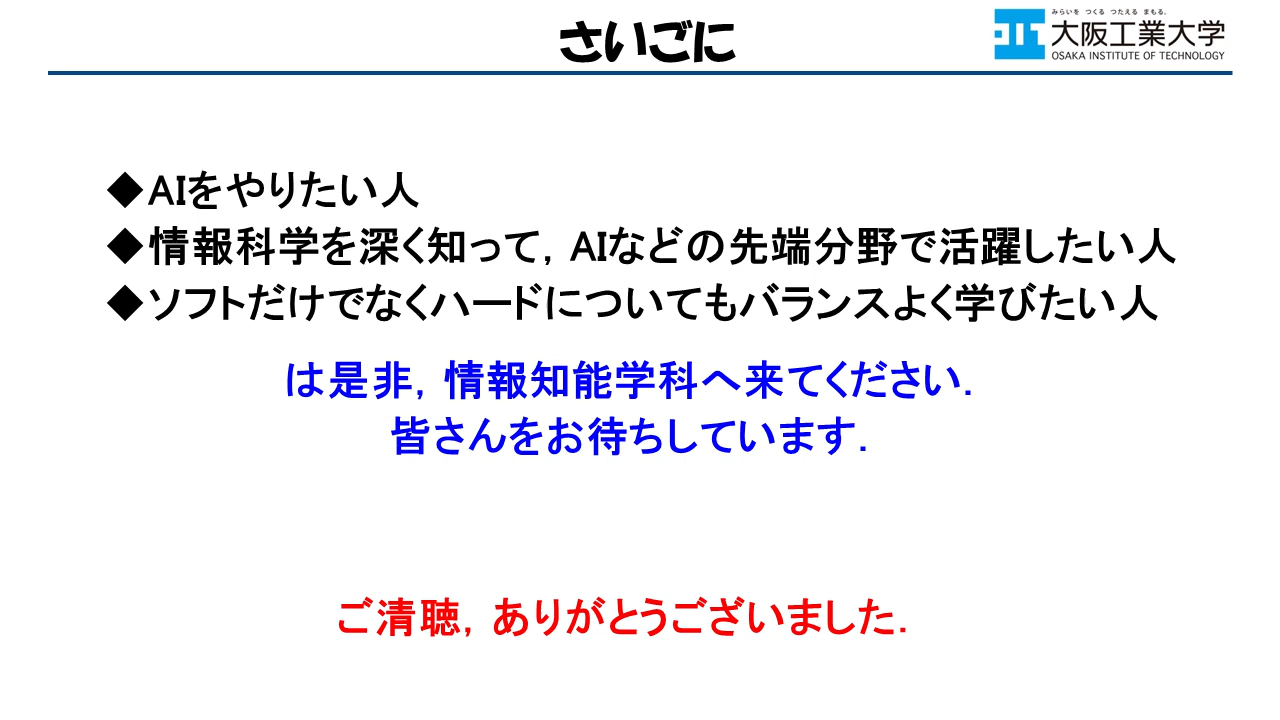 さいごに
みらいを つくる つたえる まもる。
大阪工業大学
OSAKA INSTITUTE OF TECHNOLOGY
◆AIをやりたい人
◆情報科学を深く知って，AIなどの先端分野で活躍したい人
◆ソフトだけでなくハードについてもバランスよく学びたい人
は是非，情報知能学科へ来てください．
皆さんをお待ちしています．
ご清聴，ありがとうございました．